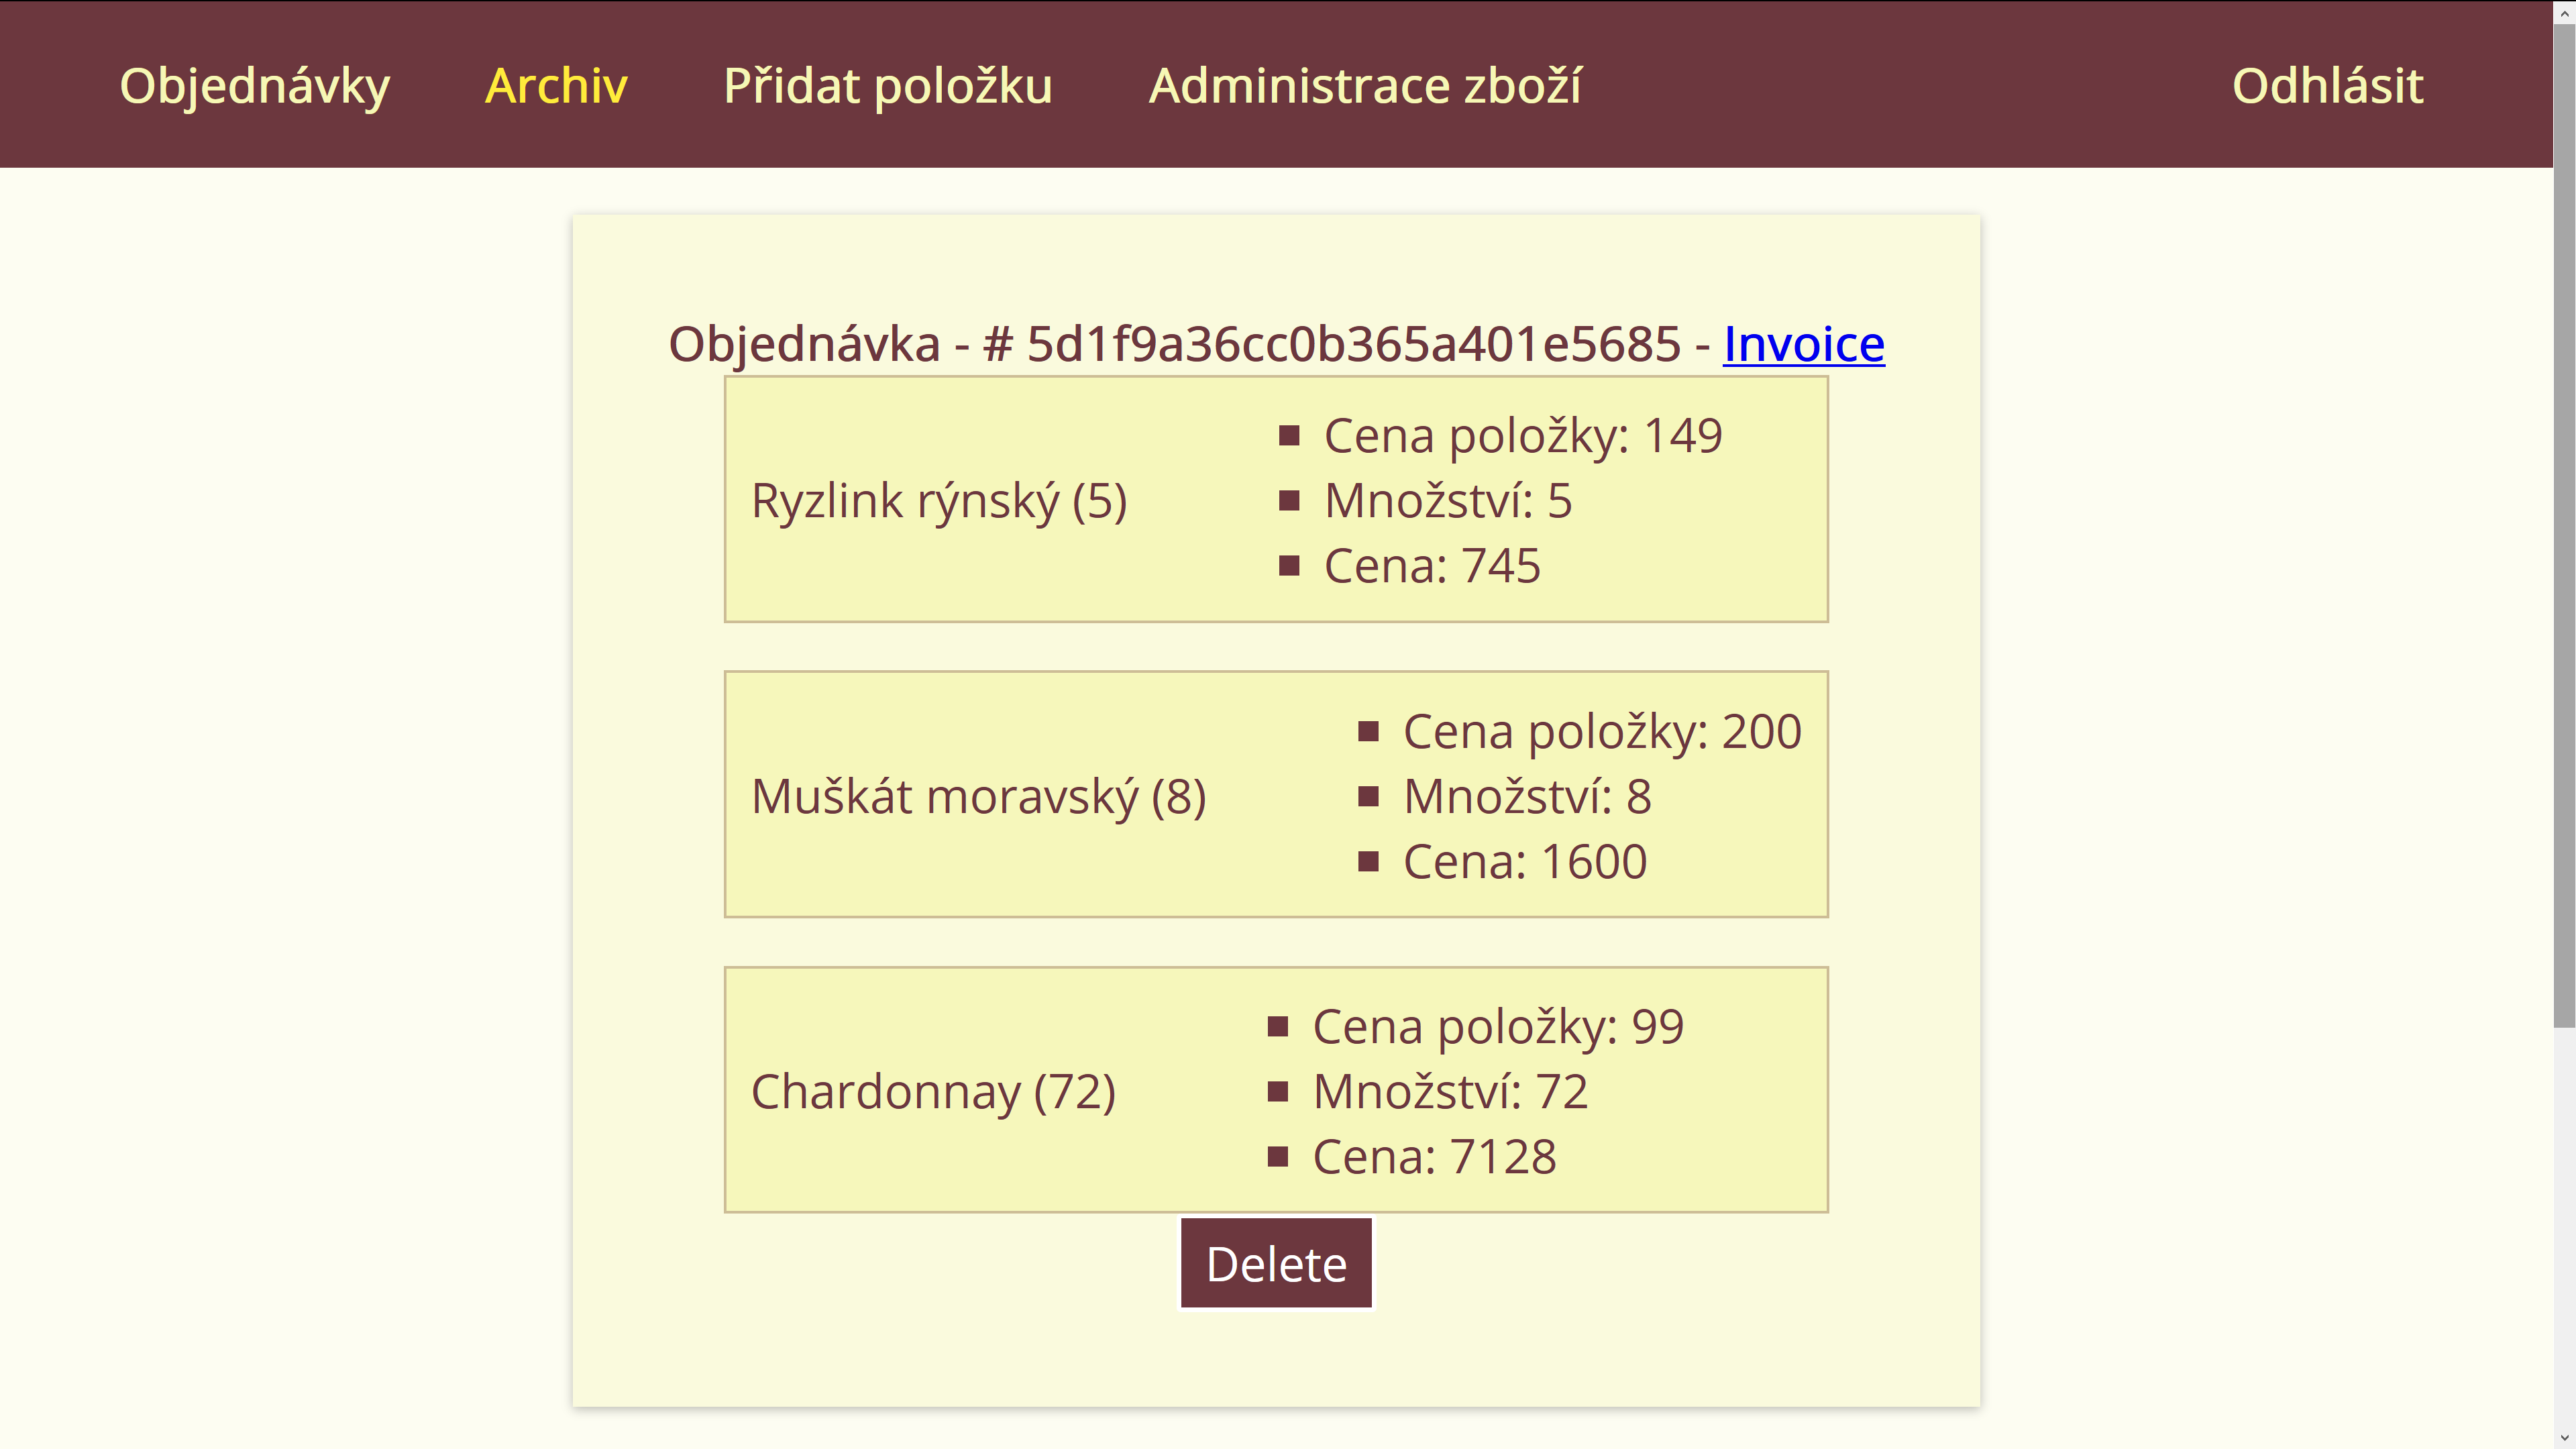 Objednávky Archiv Přidat položku Administrace zboží Odhlásit
Objednávka - # 5d1f9a36cc0b365a401e5685 - Invoice
Ryzlink rýnský (5)
Cena položky: 149
Množství: 5
Cena: 745
Muškát moravský (8)
Cena položky: 200
Množství: 8
Cena: 1600
Chardonnay (72)
Cena položky: 99
Množství: 72
Cena: 7128
Delete